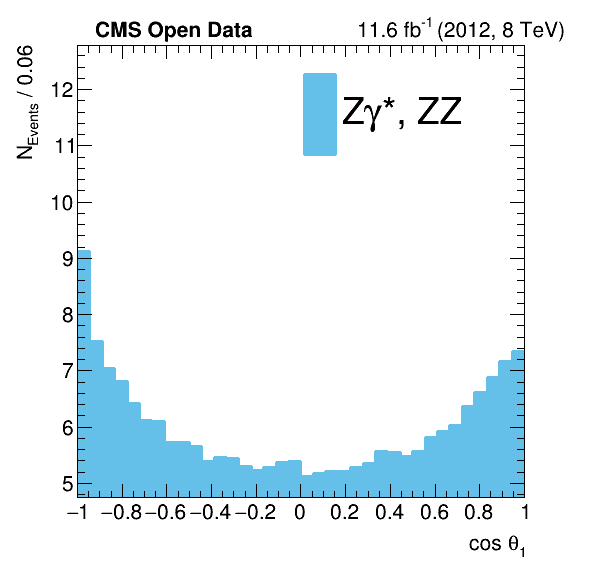 CMS Open Data 11.6 fb⁻¹ (2012, 8 TeV)
N_Events / 0.06
Zγ*, ZZ
12
11
10
9
8
7
6
5
−1 −0.8 −0.6 −0.4 −0.2 0 0.2 0.4 0.6 0.8 1
cos θ₁